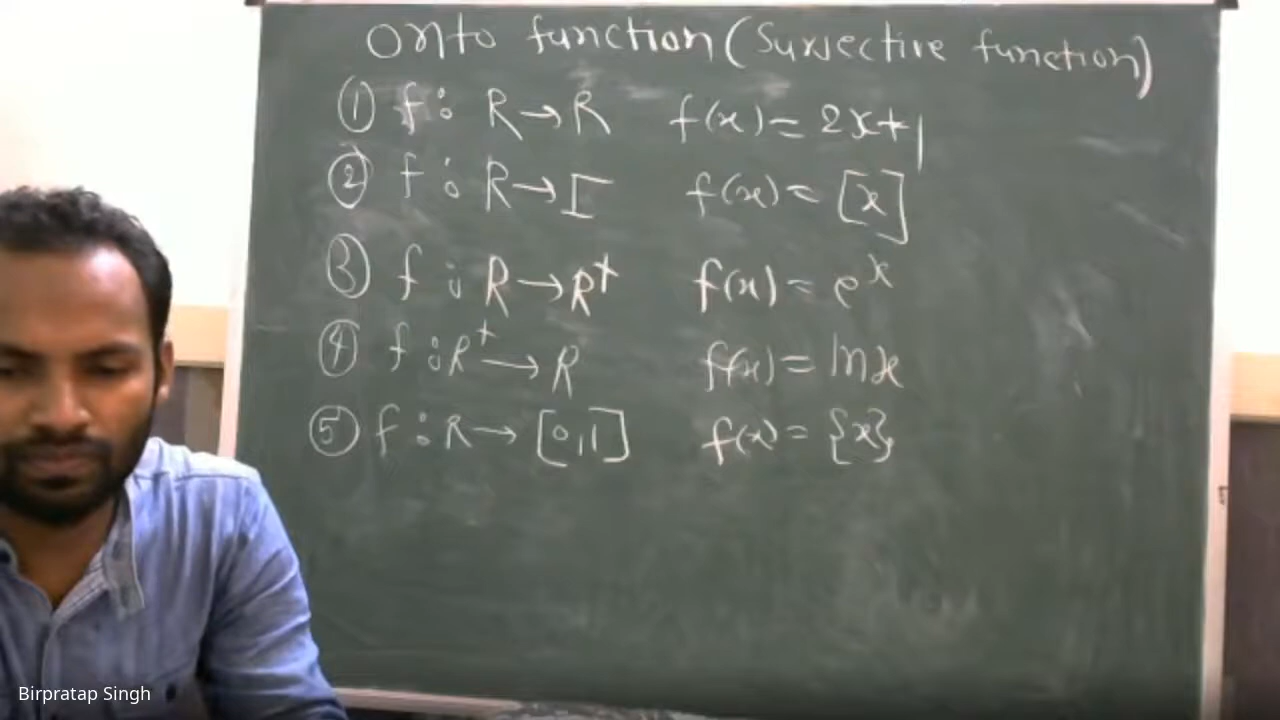 Onto function (Surjective function)
① f : R → R f(x) = 2x+1
② f : R → I f(x) = [x]
③ f : R → R⁺ f(x) = eˣ
④ f : R⁺ → R f(x) = ln x
⑤ f : R → [0,1] f(x) = {x}
Birpratap Singh